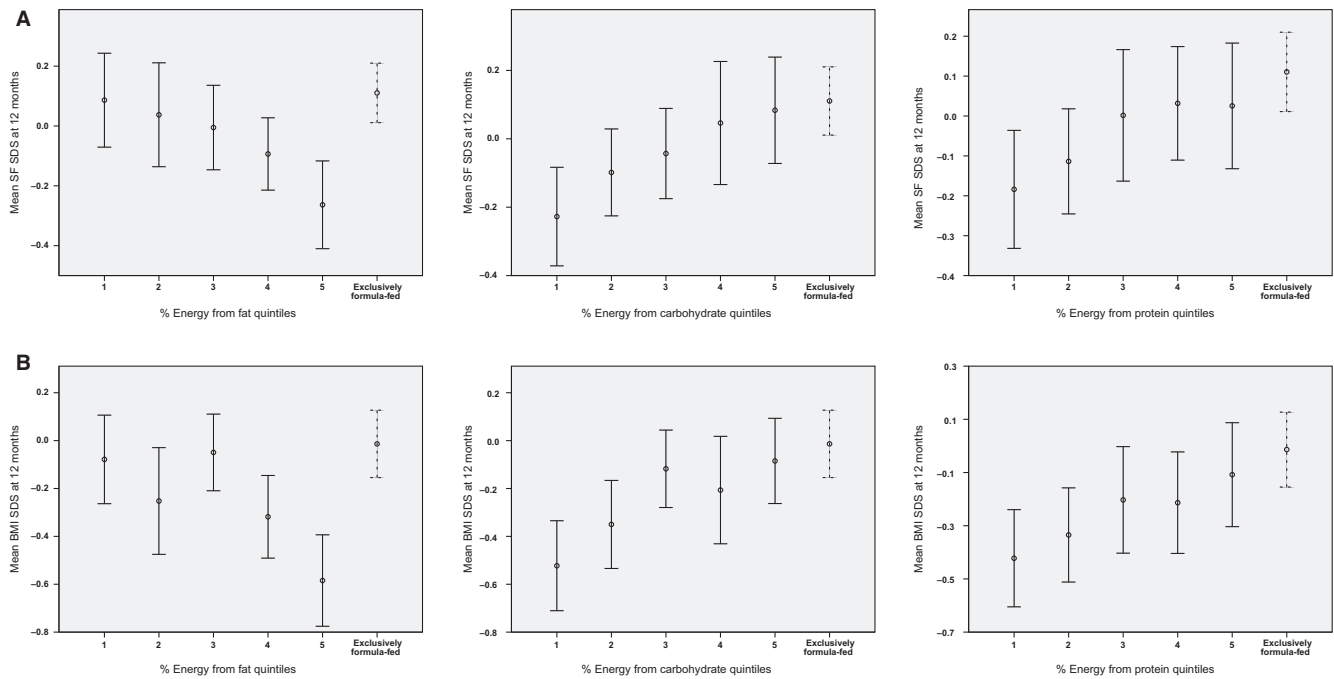 A
Mean SF SDS at 12 months
0.2
0.0
–0.2
–0.4
1 2 3 4 5 Exclusively
formula-fed
% Energy from fat quintiles
Mean SF SDS at 12 months
0.2
0.0
–0.2
–0.4
1 2 3 4 5 Exclusively
formula-fed
% Energy from carbohydrate quintiles
Mean SF SDS at 12 months
0.2
0.1
0.0
–0.1
–0.2
–0.3
–0.4
1 2 3 4 5 Exclusively
formula-fed
% Energy from protein quintiles
B
Mean BMI SDS at 12 months
0.2
0.0
–0.2
–0.4
–0.6
–0.8
1 2 3 4 5 Exclusively
formula-fed
% Energy from fat quintiles
Mean BMI SDS at 12 months
0.2
0.0
–0.2
–0.4
–0.6
–0.8
1 2 3 4 5 Exclusively
formula-fed
% Energy from carbohydrate quintiles
Mean BMI SDS at 12 months
0.3
0.1
–0.1
–0.3
–0.5
–0.7
1 2 3 4 5 Exclusively
formula-fed
% Energy from protein quintiles